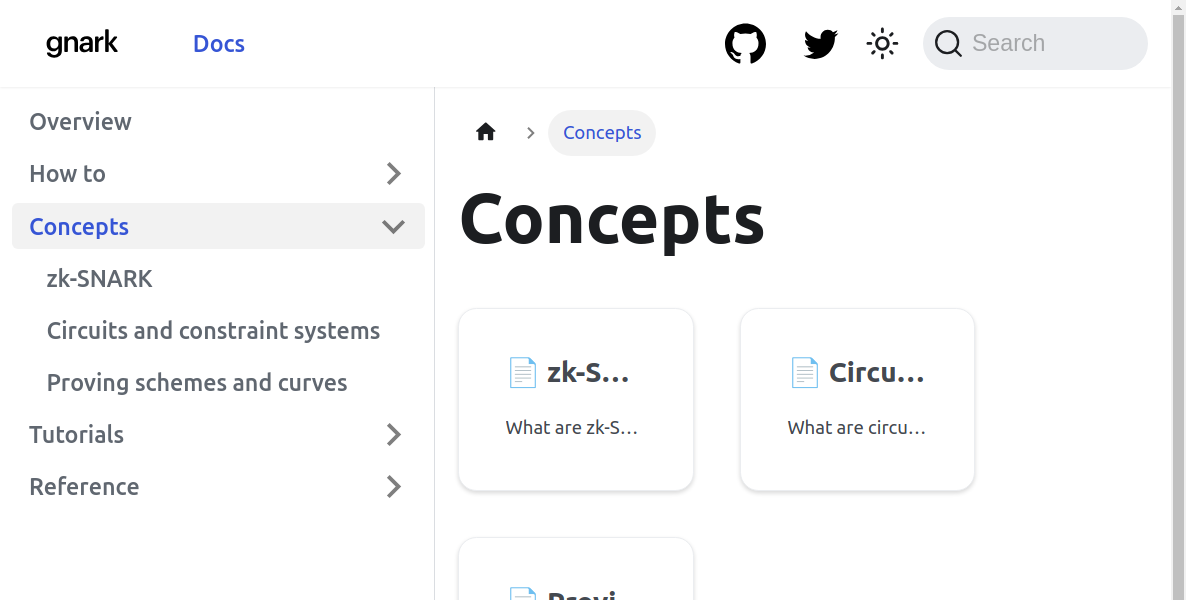 gnark
Docs
Search
Overview
How to
Concepts
zk-SNARK
Circuits and constraint systems
Proving schemes and curves
Tutorials
Reference
Concepts
Concepts
zk-S...
What are zk-S...
Circu...
What are circu...
Provi...